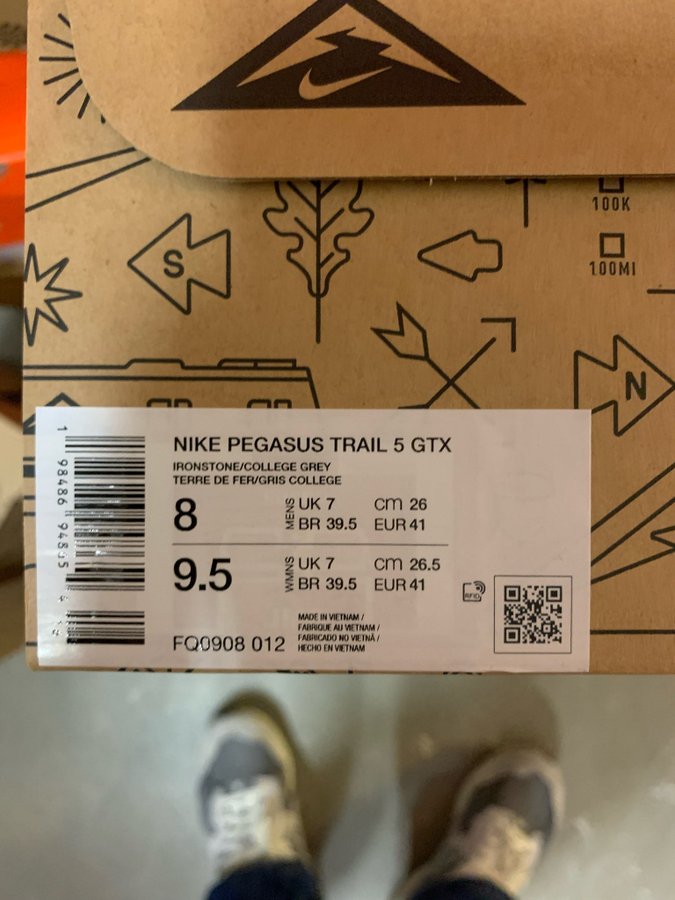 100K
S
100MI
N
NIKE PEGASUS TRAIL 5 GTX
IRONSTONE/COLLEGE GREY
TERRE DE FER/GRIS COLLEGE
8 MENS UK 7 cm 26
BR 39.5 EUR 41
9.5 WMNS UK 7 cm 26.5
BR 39.5 EUR 41
RFID
MADE IN VIETNAM /
FABRIQUE AU VIETNAM /
FABRICADO NO VIETNÃ /
HECHO EN VIETNAM
FQ0908 012
1 98486